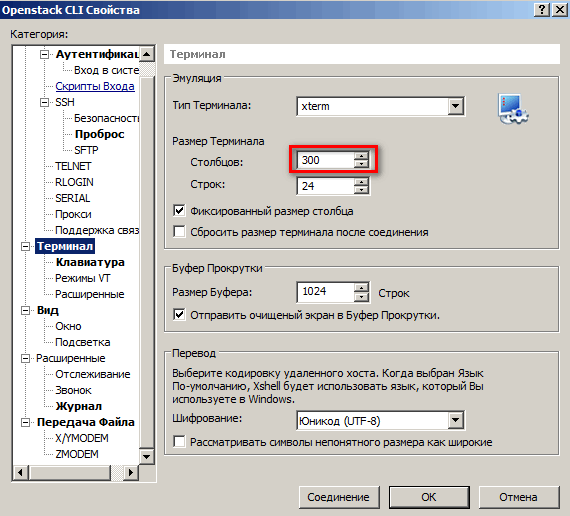 Openstack CLI Свойства
Категория:
Аутентификац
Вход в систе
Скрипты Входа
SSH
Безопасность
Проброс
SFTP
TELNET
RLOGIN
SERIAL
Прокси
Поддержка связ
Терминал
Клавиатура
Режимы VT
Расширенные
Вид
Окно
Подсветка
Расширенные
Отслеживание
Звонок
Журнал
Передача Файла
X/YMODEM
ZMODEM
Терминал
Эмуляция
Тип Терминала: xterm
Размер Терминала
Столбцов: 300
Строк: 24
Фиксированный размер столбца
Сбросить размер терминала после соединения
Буфер Прокрутки
Размер Буфера: 1024 Строк
Отправить очищеный экран в Буфер Прокрутки.
Перевод
Выберите кодировку удаленного хоста. Когда выбран Язык
По-умолчанию, Xshell будет использовать язык, который Вы
используете в Windows.
Шифрование: Юникод (UTF-8)
Рассматривать символы непонятного размера как широкие
Соединение OK Отмена